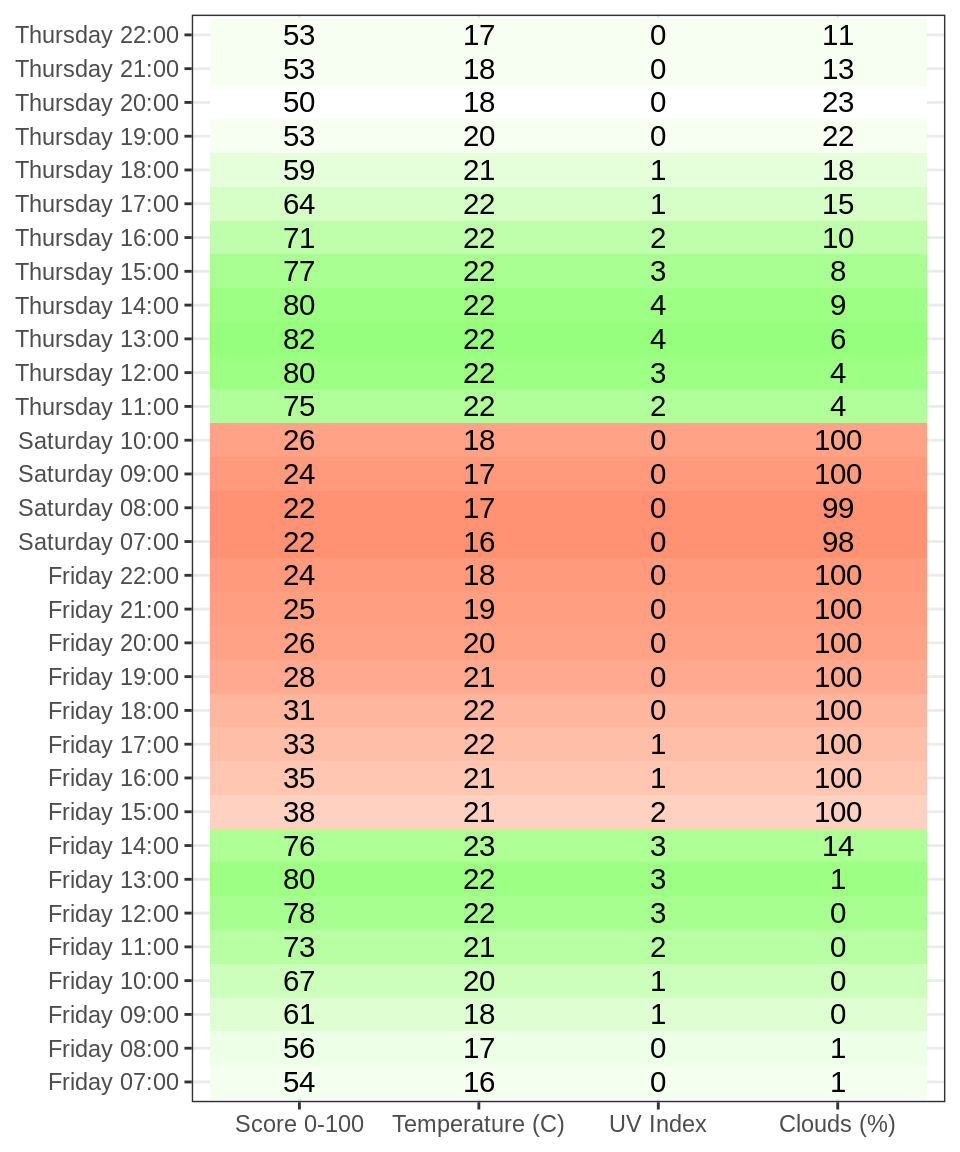 Thursday 22:00 53 17 0 11
Thursday 21:00 53 18 0 13
Thursday 20:00 50 18 0 23
Thursday 19:00 53 20 0 22
Thursday 18:00 59 21 1 18
Thursday 17:00 64 22 1 15
Thursday 16:00 71 22 2 10
Thursday 15:00 77 22 3 8
Thursday 14:00 80 22 4 9
Thursday 13:00 82 22 4 6
Thursday 12:00 80 22 3 4
Thursday 11:00 75 22 2 4
Saturday 10:00 26 18 0 100
Saturday 09:00 24 17 0 100
Saturday 08:00 22 17 0 99
Saturday 07:00 22 16 0 98
Friday 22:00 24 18 0 100
Friday 21:00 25 19 0 100
Friday 20:00 26 20 0 100
Friday 19:00 28 21 0 100
Friday 18:00 31 22 0 100
Friday 17:00 33 22 1 100
Friday 16:00 35 21 1 100
Friday 15:00 38 21 2 100
Friday 14:00 76 23 3 14
Friday 13:00 80 22 3 1
Friday 12:00 78 22 3 0
Friday 11:00 73 21 2 0
Friday 10:00 67 20 1 0
Friday 09:00 61 18 1 0
Friday 08:00 56 17 0 1
Friday 07:00 54 16 0 1
Score 0-100 Temperature (C) UV Index Clouds (%)